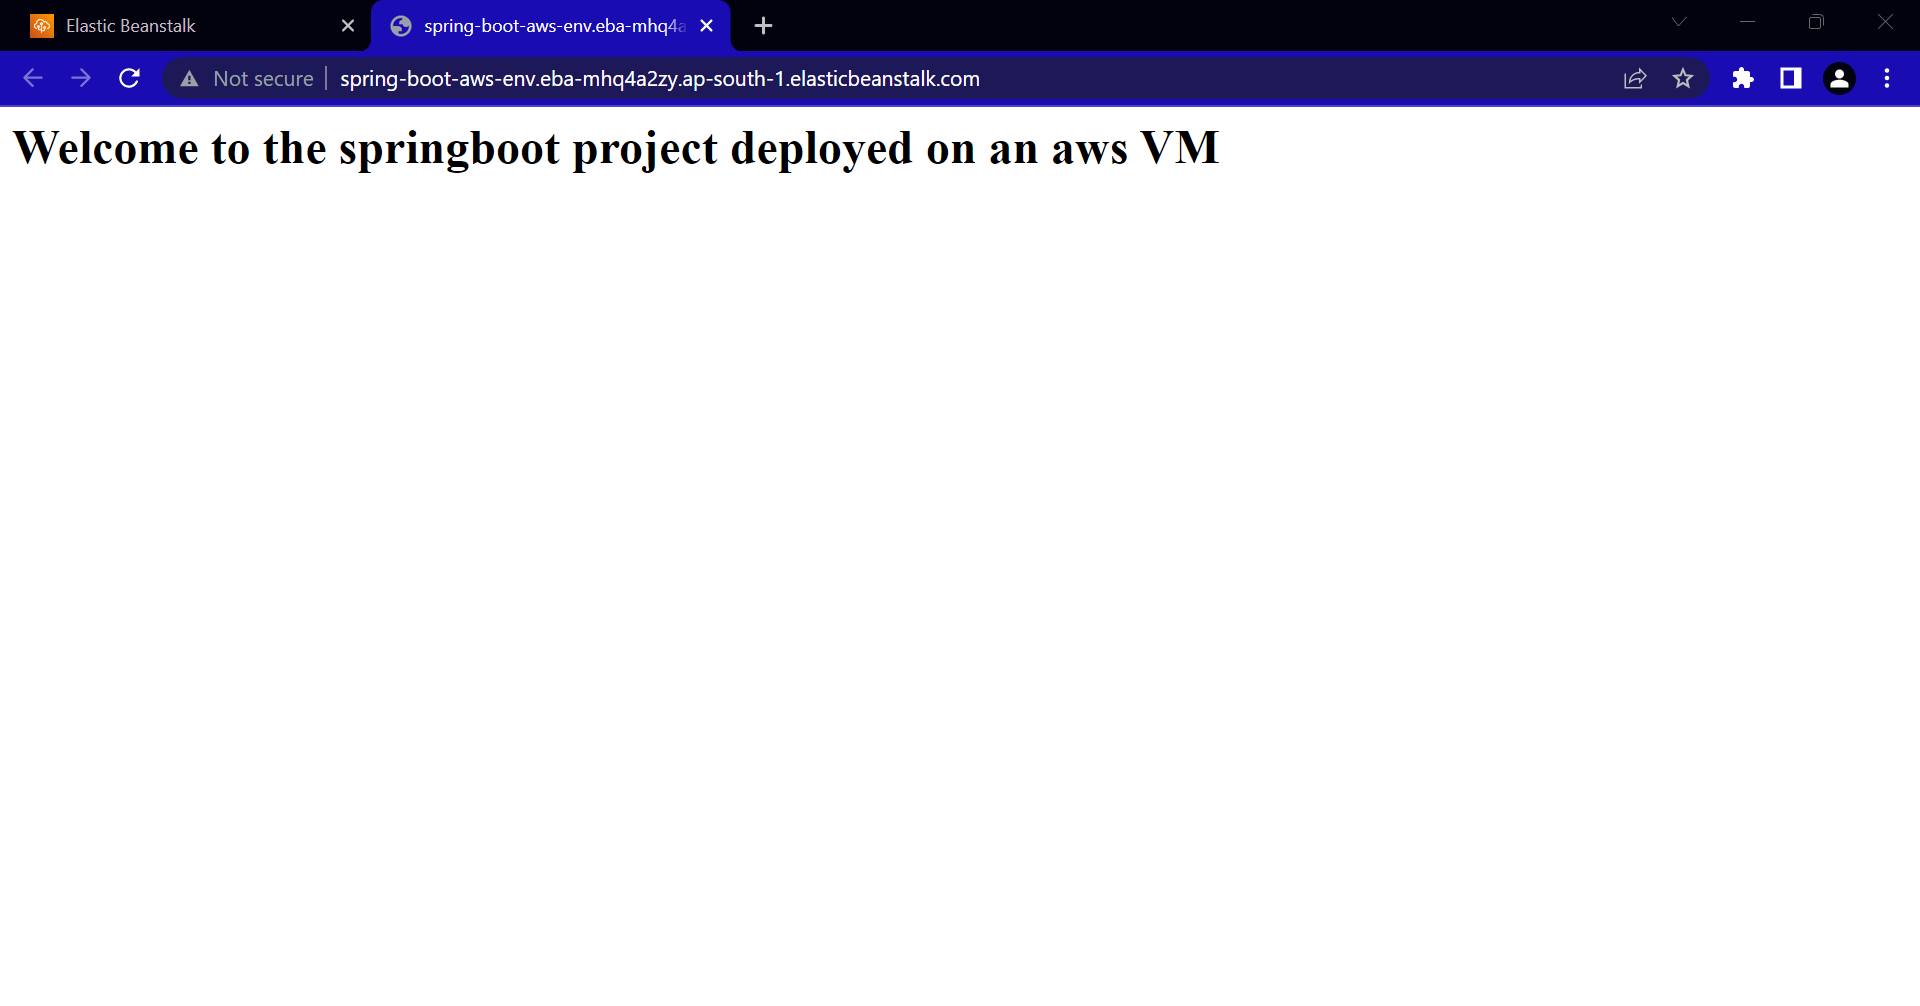 Elastic Beanstalk
spring-boot-aws-env.eba-mhq4a
Not secure
spring-boot-aws-env.eba-mhq4a2zy.ap-south-1.elasticbeanstalk.com
Welcome to the springboot project deployed on an aws VM